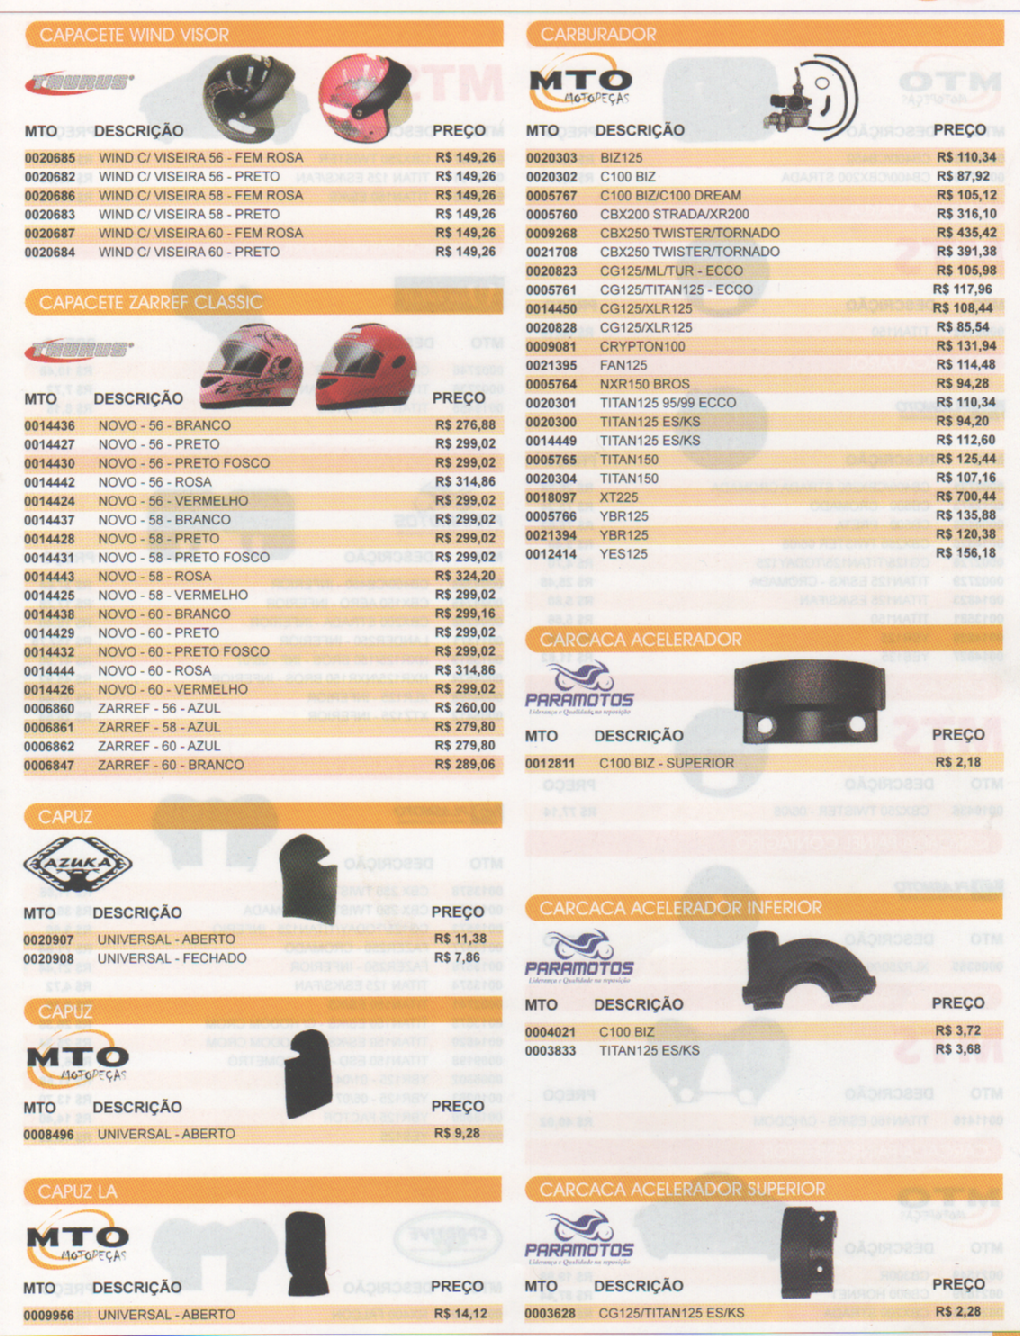 CAPACETE WIND VISOR
TAURUS
MTO DESCRIÇÃO PREÇO
0020685 WIND C/ VISEIRA 56 - FEM ROSA R$ 149,26
0020682 WIND C/ VISEIRA 56 - PRETO R$ 149,26
0020686 WIND C/ VISEIRA 58 - FEM ROSA R$ 149,26
0020683 WIND C/ VISEIRA 58 - PRETO R$ 149,26
0020687 WIND C/ VISEIRA 60 - FEM ROSA R$ 149,26
0020684 WIND C/ VISEIRA 60 - PRETO R$ 149,26
CAPACETE ZARREF CLASSIC
TAURUS
MTO DESCRIÇÃO PREÇO
0014436 NOVO - 56 - BRANCO R$ 276,88
0014427 NOVO - 56 - PRETO R$ 299,02
0014430 NOVO - 56 - PRETO FOSCO R$ 299,02
0014442 NOVO - 56 - ROSA R$ 314,86
0014424 NOVO - 56 - VERMELHO R$ 299,02
0014437 NOVO - 58 - BRANCO R$ 299,02
0014428 NOVO - 58 - PRETO R$ 299,02
0014431 NOVO - 58 - PRETO FOSCO R$ 299,02
0014443 NOVO - 58 - ROSA R$ 324,20
0014425 NOVO - 58 - VERMELHO R$ 299,02
0014438 NOVO - 60 - BRANCO R$ 299,16
0014429 NOVO - 60 - PRETO R$ 299,02
0014432 NOVO - 60 - PRETO FOSCO R$ 299,02
0014444 NOVO - 60 - ROSA R$ 314,86
0014426 NOVO - 60 - VERMELHO R$ 299,02
0006860 ZARREF - 56 - AZUL R$ 260,00
0006861 ZARREF - 58 - AZUL R$ 279,80
0006862 ZARREF - 60 - AZUL R$ 279,80
0006847 ZARREF - 60 - BRANCO R$ 289,06
CAPUZ
AZUKA
MTO DESCRIÇÃO PREÇO
0020907 UNIVERSAL - ABERTO R$ 11,38
0020908 UNIVERSAL - FECHADO R$ 7,86
CAPUZ
MTO
MOTOPEÇAS
MTO DESCRIÇÃO PREÇO
0008496 UNIVERSAL - ABERTO R$ 9,28
CAPUZ LA
MTO
MOTOPEÇAS
MTO DESCRIÇÃO PREÇO
0009956 UNIVERSAL - ABERTO R$ 14,12
CARBURADOR
MTO
MOTOPEÇAS
MTO DESCRIÇÃO PREÇO
0020303 BIZ125 R$ 110,34
0020302 C100 BIZ R$ 87,92
0005767 C100 BIZ/C100 DREAM R$ 105,12
0005760 CBX200 STRADA/XR200 R$ 316,10
0009268 CBX250 TWISTER/TORNADO R$ 435,42
0021708 CBX250 TWISTER/TORNADO R$ 391,38
0020823 CG125/ML/TUR - ECCO R$ 105,98
0005761 CG125/TITAN125 - ECCO R$ 117,96
0014450 CG125/XLR125 R$ 108,44
0020828 CG125/XLR125 R$ 85,54
0009081 CRYPTON100 R$ 131,94
0021395 FAN125 R$ 114,48
0005764 NXR150 BROS R$ 94,28
0020301 TITAN125 95/99 ECCO R$ 110,34
0020300 TITAN125 ES/KS R$ 94,20
0014449 TITAN125 ES/KS R$ 112,60
0005765 TITAN150 R$ 125,44
0020304 TITAN150 R$ 107,16
0018097 XT225 R$ 700,44
0005766 YBR125 R$ 135,88
0021394 YBR125 R$ 120,38
0012414 YES125 R$ 156,18
CARCACA ACELERADOR
PARAMOTOS
Liderança e Qualidade na reposição
MTO DESCRIÇÃO PREÇO
0012811 C100 BIZ - SUPERIOR R$ 2,18
CARCACA ACELERADOR INFERIOR
PARAMOTOS
Liderança e Qualidade na reposição
MTO DESCRIÇÃO PREÇO
0004021 C100 BIZ R$ 3,72
0003833 TITAN125 ES/KS R$ 3,68
CARCACA ACELERADOR SUPERIOR
PARAMOTOS
Liderança e Qualidade na reposição
MTO DESCRIÇÃO PREÇO
0003628 CG125/TITAN125 ES/KS R$ 2,28